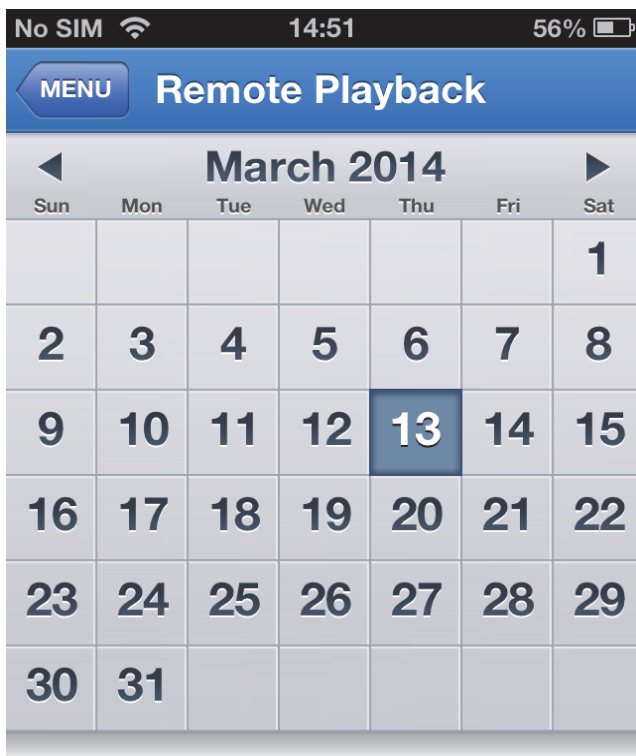 No SIM 14:51 56%
MENU Remote Playback
March 2014
Sun Mon Tue Wed Thu Fri Sat
1
2 3 4 5 6 7 8
9 10 11 12 13 14 15
16 17 18 19 20 21 22
23 24 25 26 27 28 29
30 31